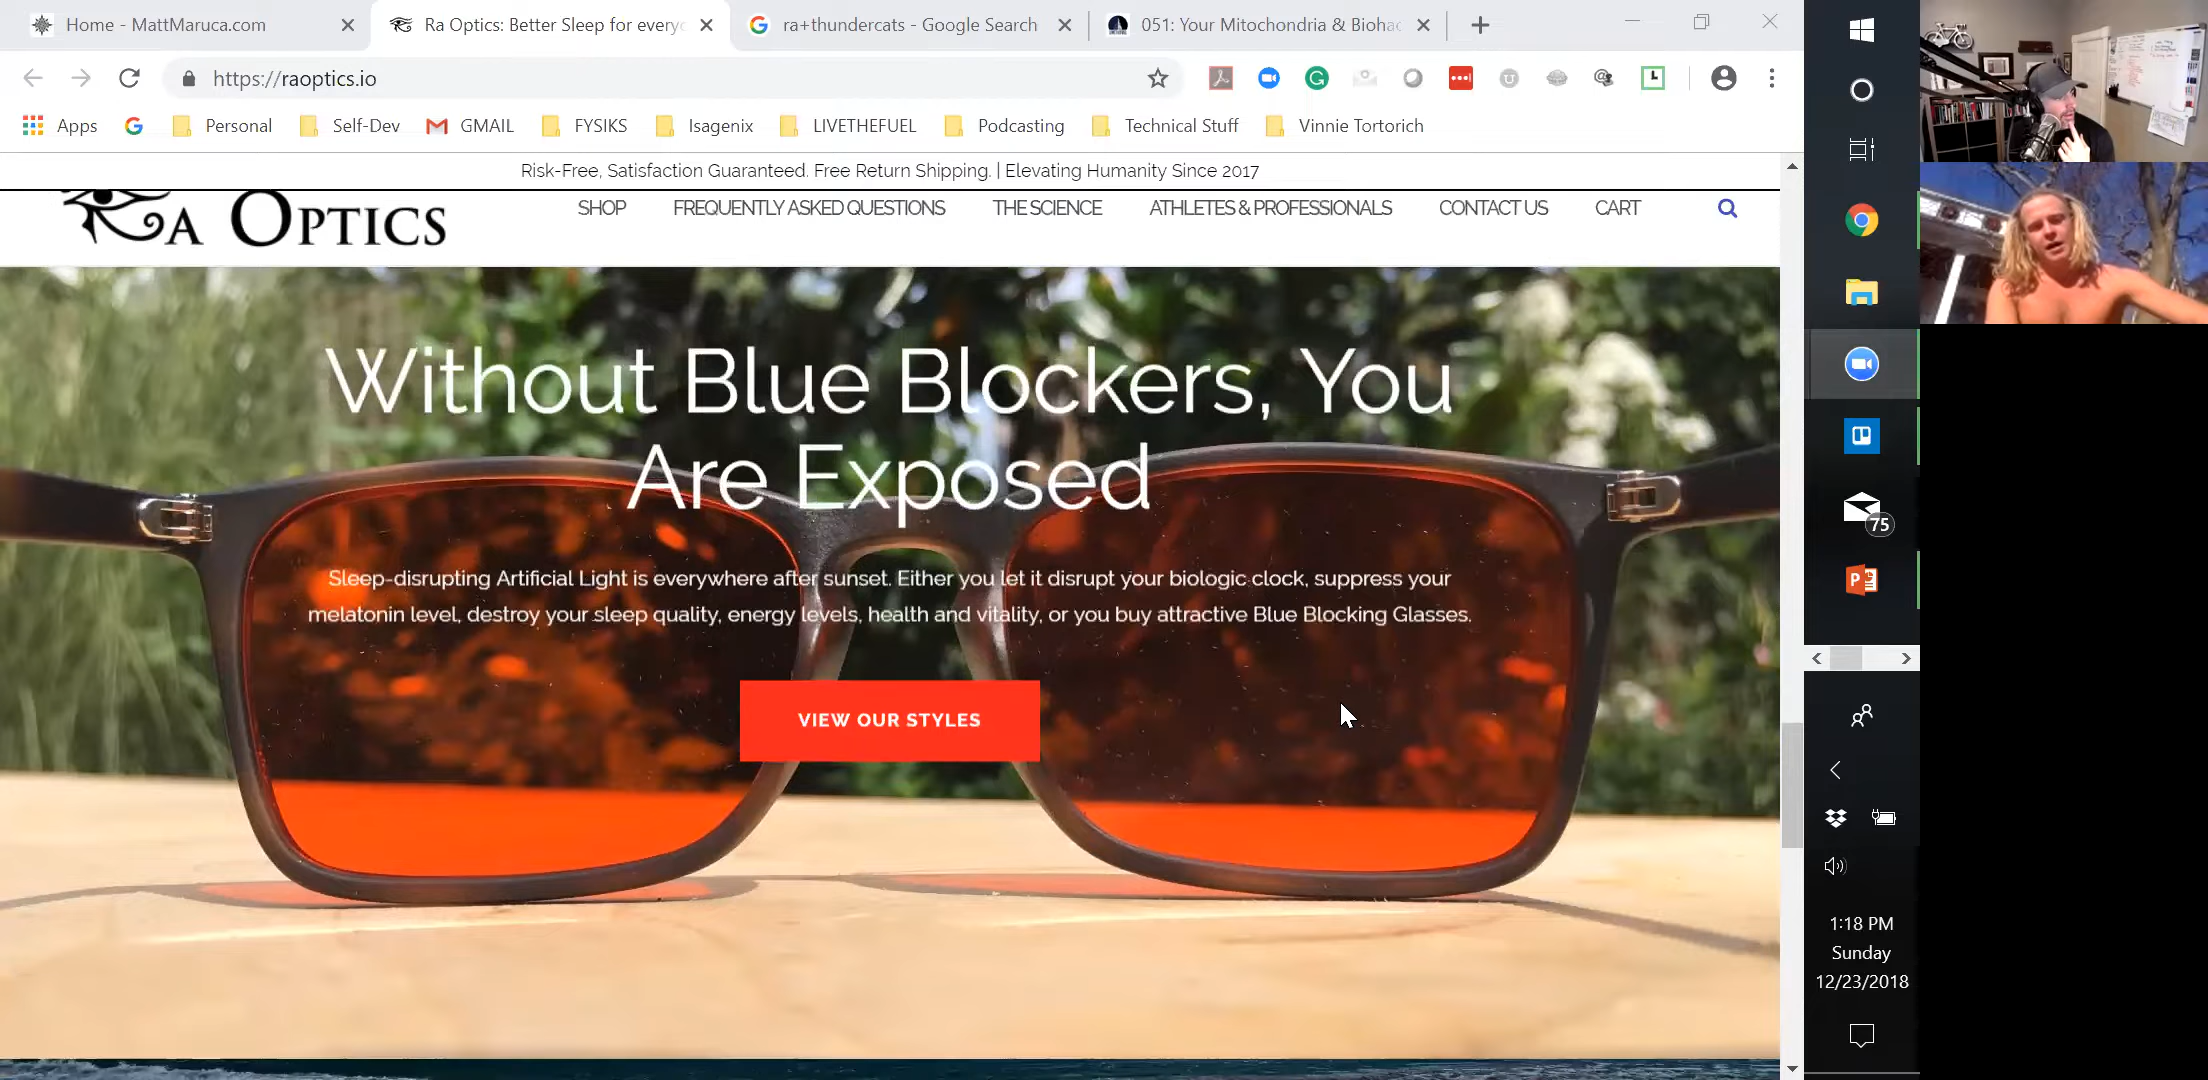 Home - MattMaruca.com
Ra Optics: Better Sleep for everyo
ra+thundercats - Google Search
051: Your Mitochondria & Biohac
https://raoptics.io
Apps
Personal
Self-Dev
GMAIL
FYSIKS
Isagenix
LIVETHEFUEL
Podcasting
Technical Stuff
Vinnie Tortorich
Risk-Free, Satisfaction Guaranteed. Free Return Shipping. | Elevating Humanity Since 2017
RA OPTICS
SHOP
FREQUENTLY ASKED QUESTIONS
THE SCIENCE
ATHLETES & PROFESSIONALS
CONTACT US
CART
Without Blue Blockers, You
Are Exposed
Sleep-disrupting Artificial Light is everywhere after sunset. Either you let it disrupt your biologic clock, suppress your
melatonin level, destroy your sleep quality, energy levels, health and vitality, or you buy attractive Blue Blocking Glasses.
VIEW OUR STYLES
75
1:18 PM
Sunday
12/23/2018